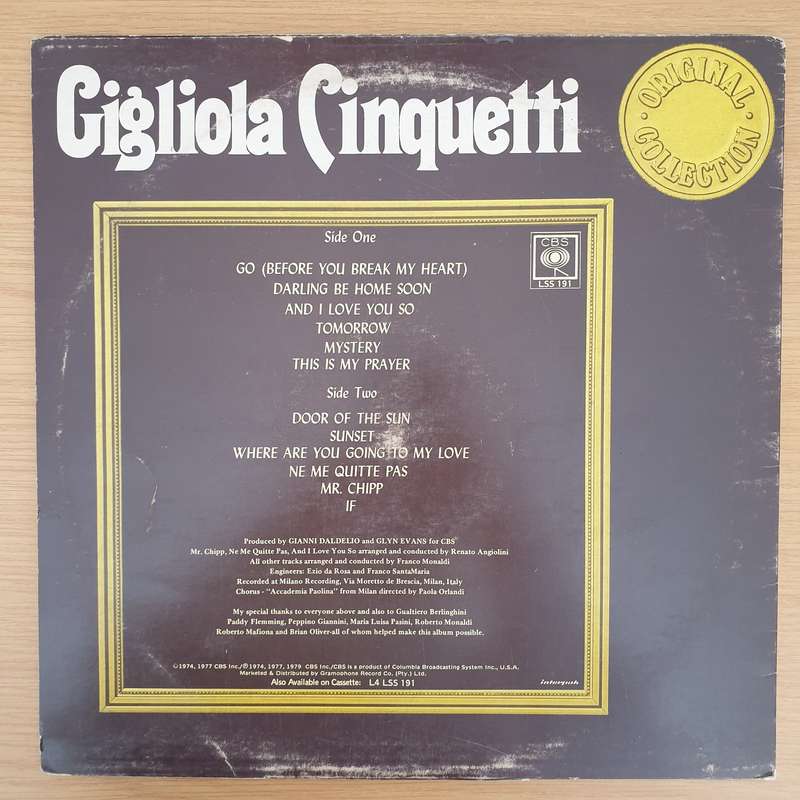 Gigliola Cinquetti
· ORIGINAL ·
COLLECTION
Side One
CBS
LSS 191
GO (BEFORE YOU BREAK MY HEART)
DARLING BE HOME SOON
AND I LOVE YOU SO
TOMORROW
MYSTERY
THIS IS MY PRAYER
Side Two
DOOR OF THE SUN
SUNSET
WHERE ARE YOU GOING TO MY LOVE
NE ME QUITTE PAS
MR. CHIPP
IF
Produced by GIANNI DALDELIO and GLYN EVANS for CBS
Mr. Chipp, Ne Me Quitte Pas, And I Love You So arranged and conducted by Renato Angiolini
All other tracks arranged and conducted by Franco Monaldi
Engineers: Ezio da Rosa and Franco SantaMaria
Recorded at Milano Recording, Via Moretto de Brescia, Milan, Italy
Chorus - "Accademia Paolina" from Milan directed by Paola Orlandi
My special thanks to everyone above and also to Gualtiero Berlinghini
Paddy Flemming, Peppino Giannini, Maria Luisa Pasini, Roberto Monaldi
Roberto Mafiona and Brian Oliver-all of whom helped make this album possible.
©1974, 1977 CBS Inc./℗1974, 1977, 1979 CBS Inc./CBS is a product of Columbia Broadcasting System Inc., U.S.A.
Marketed & Distributed by Gramophone Record Co. (Pty.) Ltd.
Also Available on Cassette: L4 LSS 191
interpak